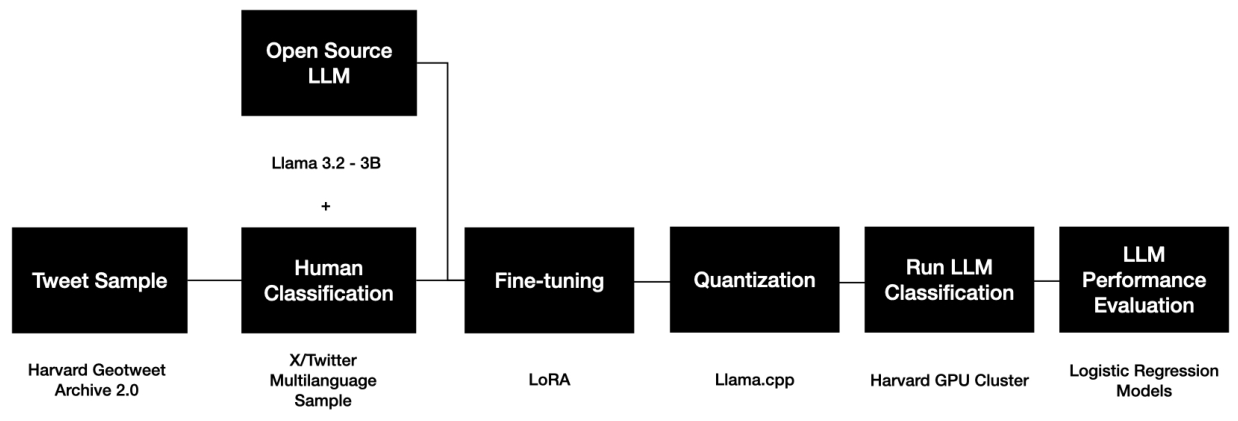 Open Source
LLM
Llama 3.2 - 3B
+
Tweet Sample
Human
Classification
Fine-tuning
Quantization
Run LLM
Classification
LLM
Performance
Evaluation
Harvard Geotweet
Archive 2.0
X/Twitter
Multilanguage
Sample
LoRA
Llama.cpp
Harvard GPU Cluster
Logistic Regression
Models